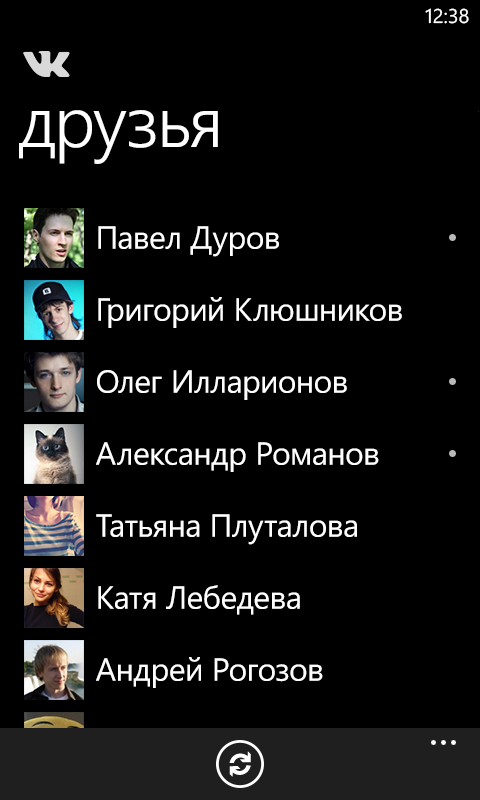 12:38
VK
друзья
Павел Дуров
Григорий Клюшников
Олег Илларионов
Александр Романов
Татьяна Плуталова
Катя Лебедева
Андрей Рогозов